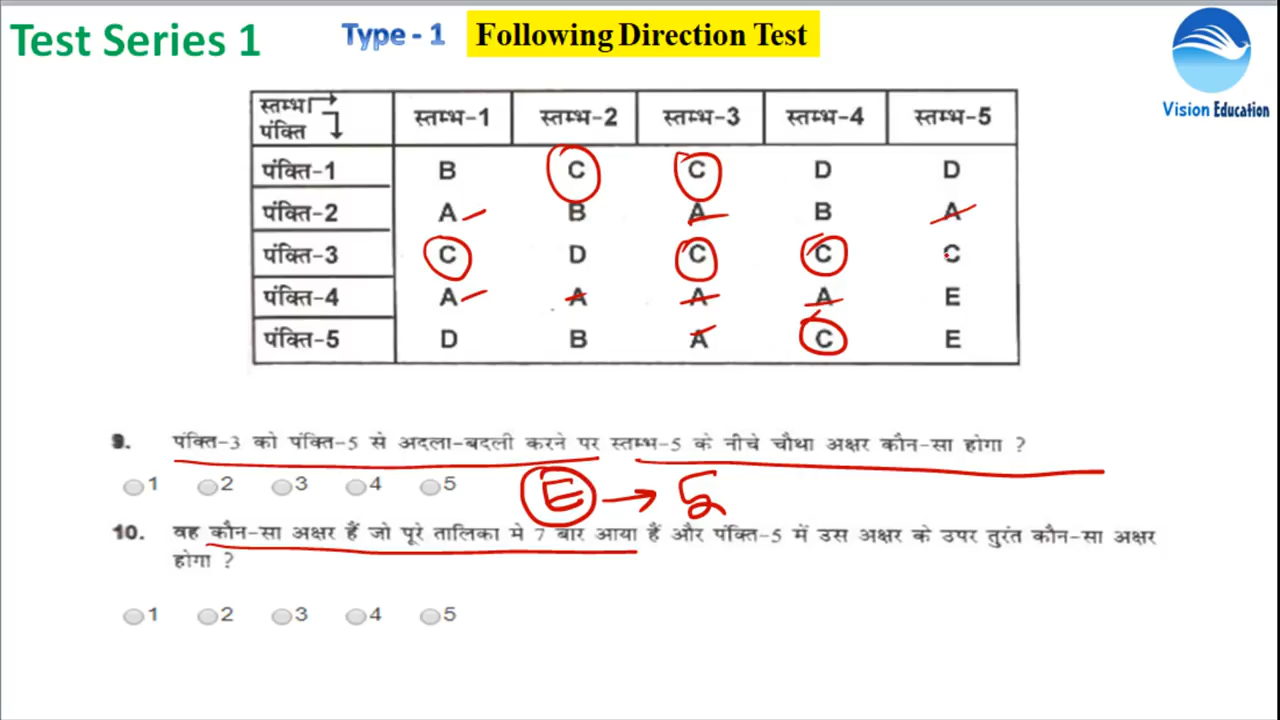 Test Series 1
Type - 1
Following Direction Test
Vision Education
स्तम्भ
पंक्ति
स्तम्भ-1 स्तम्भ-2 स्तम्भ-3 स्तम्भ-4 स्तम्भ-5
पंक्ति-1 B C C D D
पंक्ति-2 A B A B A
पंक्ति-3 C D C C C
पंक्ति-4 A A A A E
पंक्ति-5 D B A C E
9. पंक्ति-3 को पंक्ति-5 से अदला-बदली करने पर स्तम्भ-5 के नीचे चौथा अक्षर कौन-सा होगा ?
1 2 3 4 5
E → 5
10. वह कौन-सा अक्षर हैं जो पूरे तालिका मे 7 बार आया हैं और पंक्ति-5 में उस अक्षर के उपर तुरंत कौन-सा अक्षर
होगा ?
1 2 3 4 5